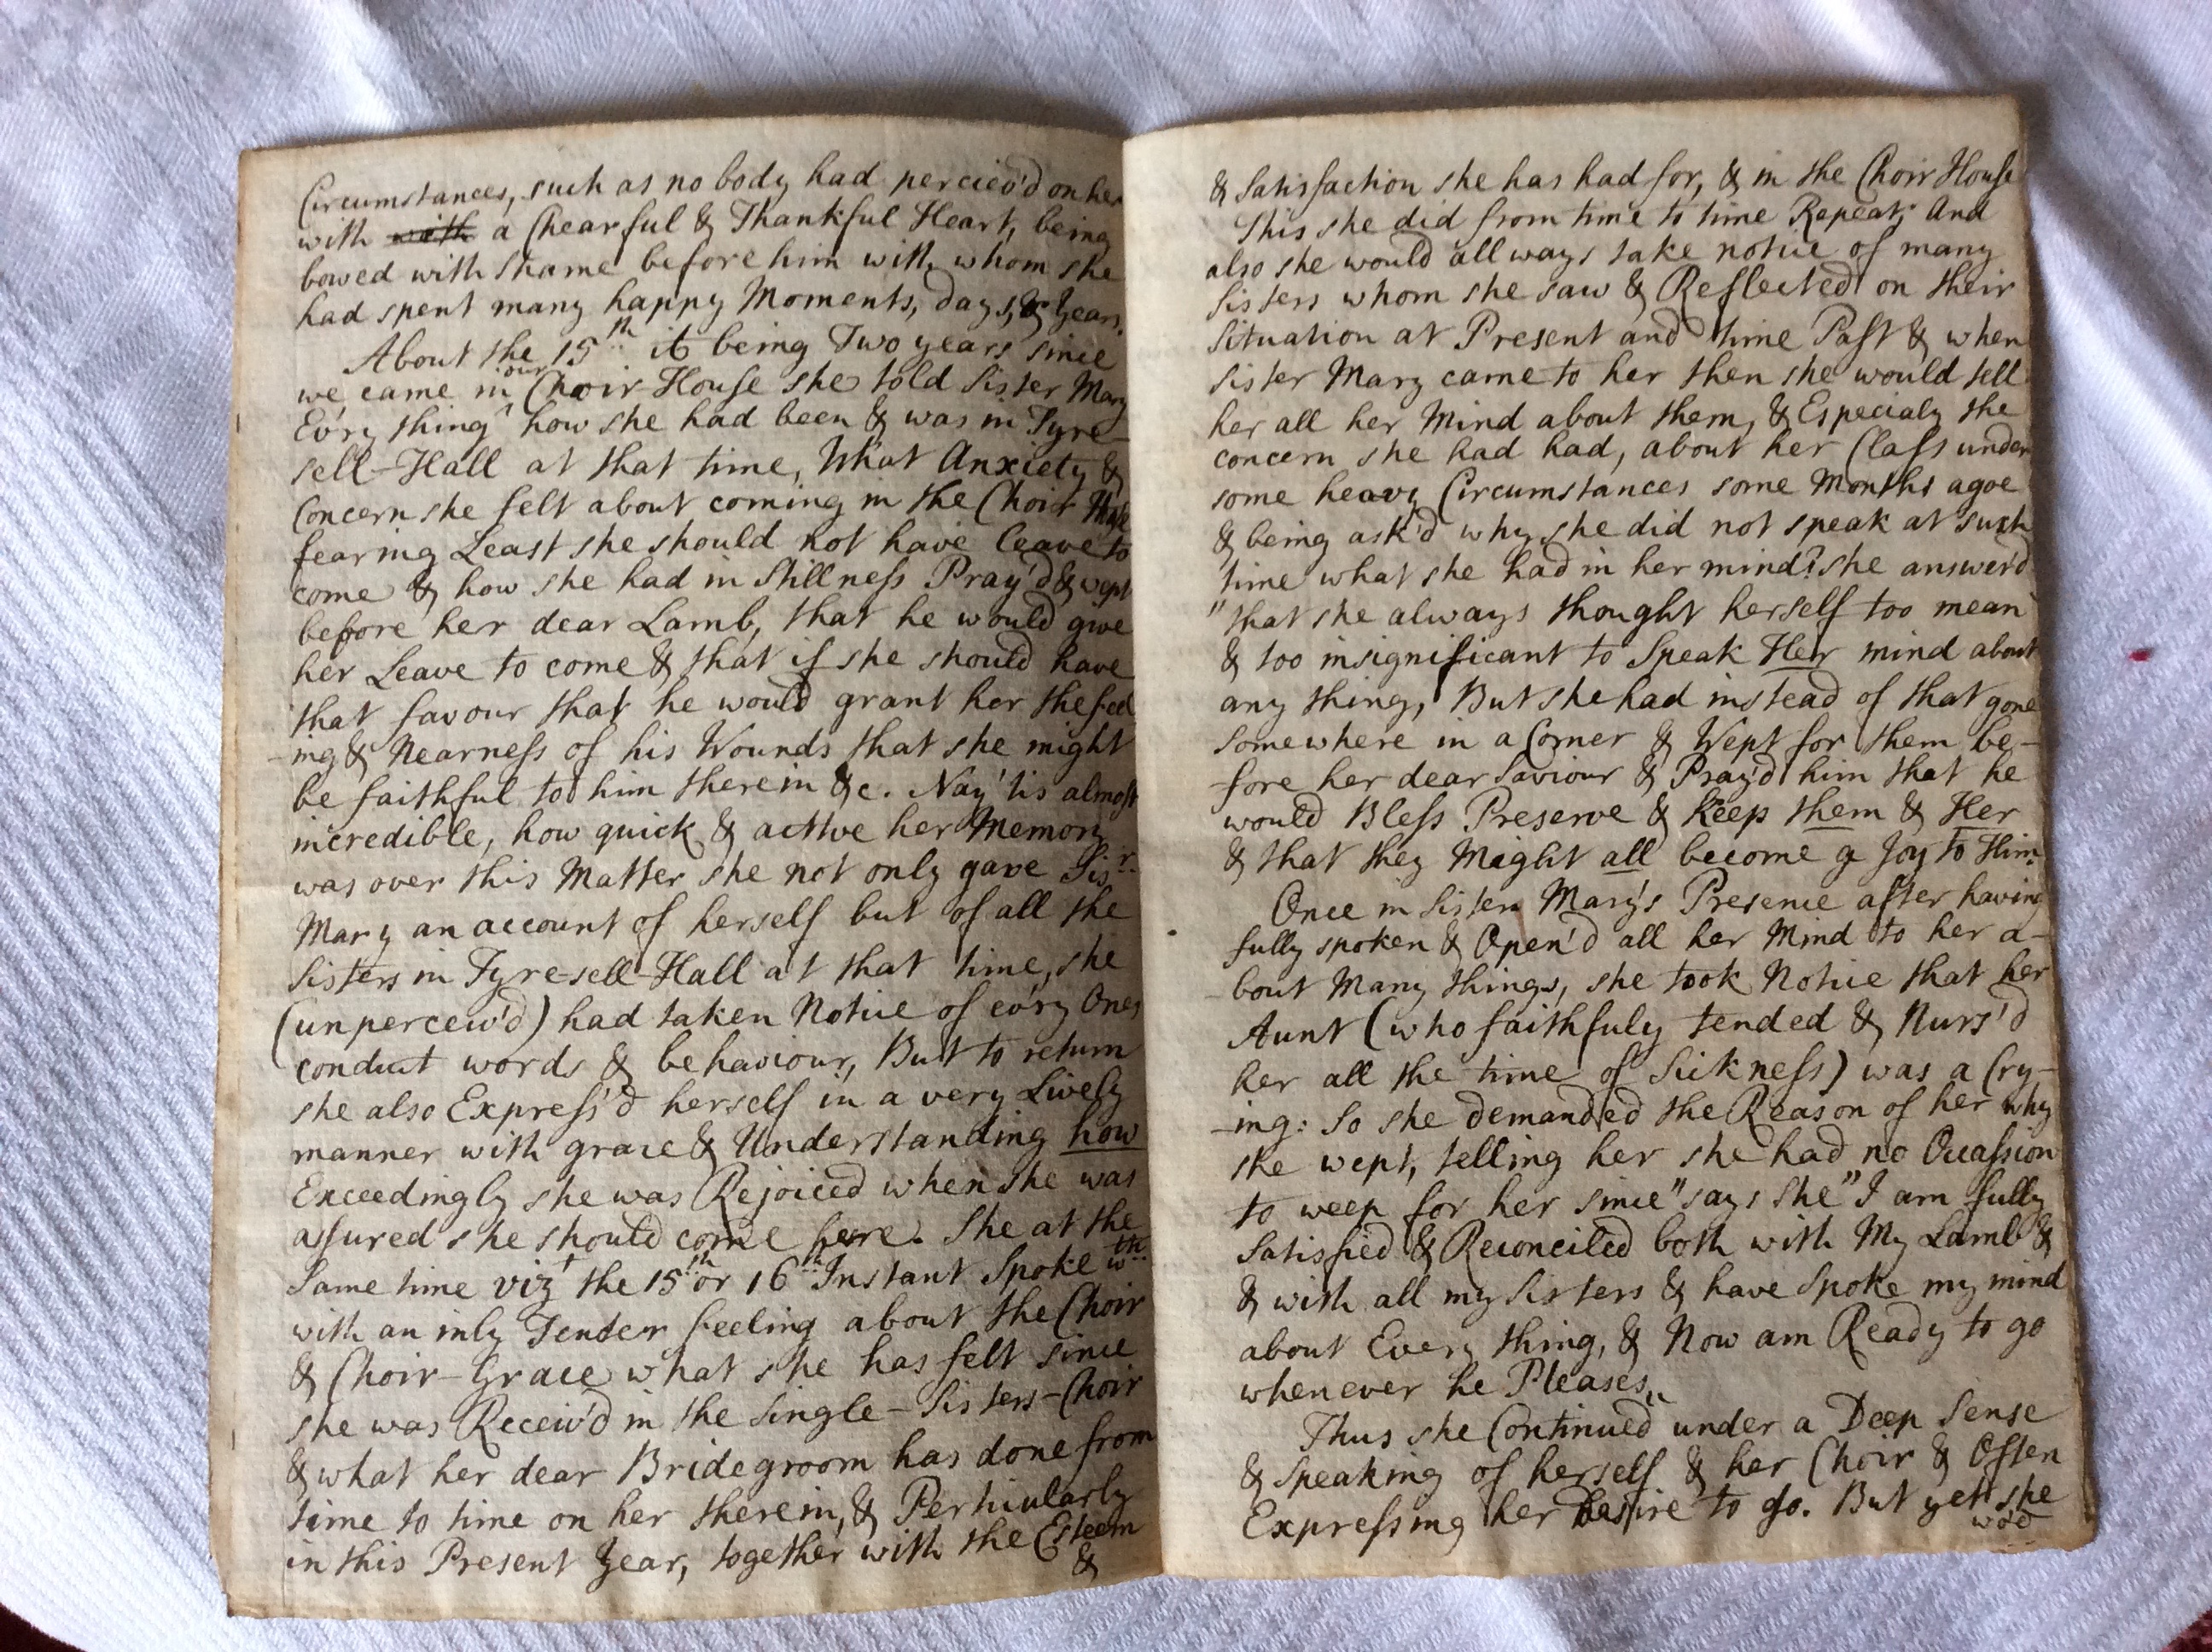 Circumstances, such as no body had perciev'd on her
with with a Chearful & Thankful Heart, being
bowed with Shame before him with whom she
had spent many happy Moments, days, & Years.
About the 15th it being Two years since
we came in our Choir House she told Sister Mary
Ev'ry thing how she had been & was in Tyre-
sell-Hall at that time, What Anxiety &
Concern she felt about coming in the Choir House
fearing Least she should not have leave to
come & how she had in Stillness Pray'd & wept
before her dear Lamb, that he would give
her Leave to come & that if she should have
that favour that he would grant her the feel
-ing & Nearness of his Wounds that she might
be faithful to him therein &c. Nay 'tis almost
incredible, how quick & active her Memory
was over this Matter she not only gave Sisr.
Mary an account of herself but of all the
Sisters in Tyre-sell-Hall at that time, she
(unperceiv'd) had taken Notice of ev'ry Ones
conduct words & behaviour, But to return
she also Express'd herself in a very Lively
manner with grace & Understanding how
Exceedingly she was Rejoiced when she was
assured she should come here. She at the
Same time vizt the 15th or 16th Instant Spoke wth
with an inly Tender feeling about the Choir
& Choir-Grace what she has felt since
she was Receiv'd in the Single-Sisters-Choir
& what her dear Bridegroom has done from
time to time on her therein, & Perticularly
in this Present Year, together with the Esteem
&
& Satisfaction she has had for, & in the Choir House
This she did from time to time Repeat; And
also she would all ways take notice of many
Sisters whom she saw & Reflected on their
Situation at Present and time Past & when
Sister Mary came to her then she would tell
her all her Mind about them, & Especialy the
concern she had had, about her Class under
some heavy Circumstances some Months agoe
& being ask'd why she did not speak at such
time what she had in her mind? she answer'd
"that she always thought herself too mean
& too insignificant to Speak Her mind about
any thing, But she had instead of that gone
somewhere in a Corner & Wept for them be-
fore her dear Saviour & Pray'd him that he
would Bless Preserve & Keep them & Her
& that they Might all become a Joy to Him.
Once in Sister Mary's Presence after having
fully spoken & Open'd all her Mind to her a-
-bout Many things, she took Notice that her
Aunt (who faithfuly tended & Nurs'd
her all the time of Sickness) was a Cry-
-ing: So she demanded the Reason of her why
she wept, telling her she had no Occassion
to weep for her since "says she" I am fully
Satisfied & Reconciled both with My Lamb &
& with all my Sisters & have Spoke my mind
about Every thing, & Now am Ready to go
whenever he Pleases."
Thus she Continued under a Deep Sense
& Speaking of herself & her Choir & Often
Expressing her Desire to go. But yet she
wo'd